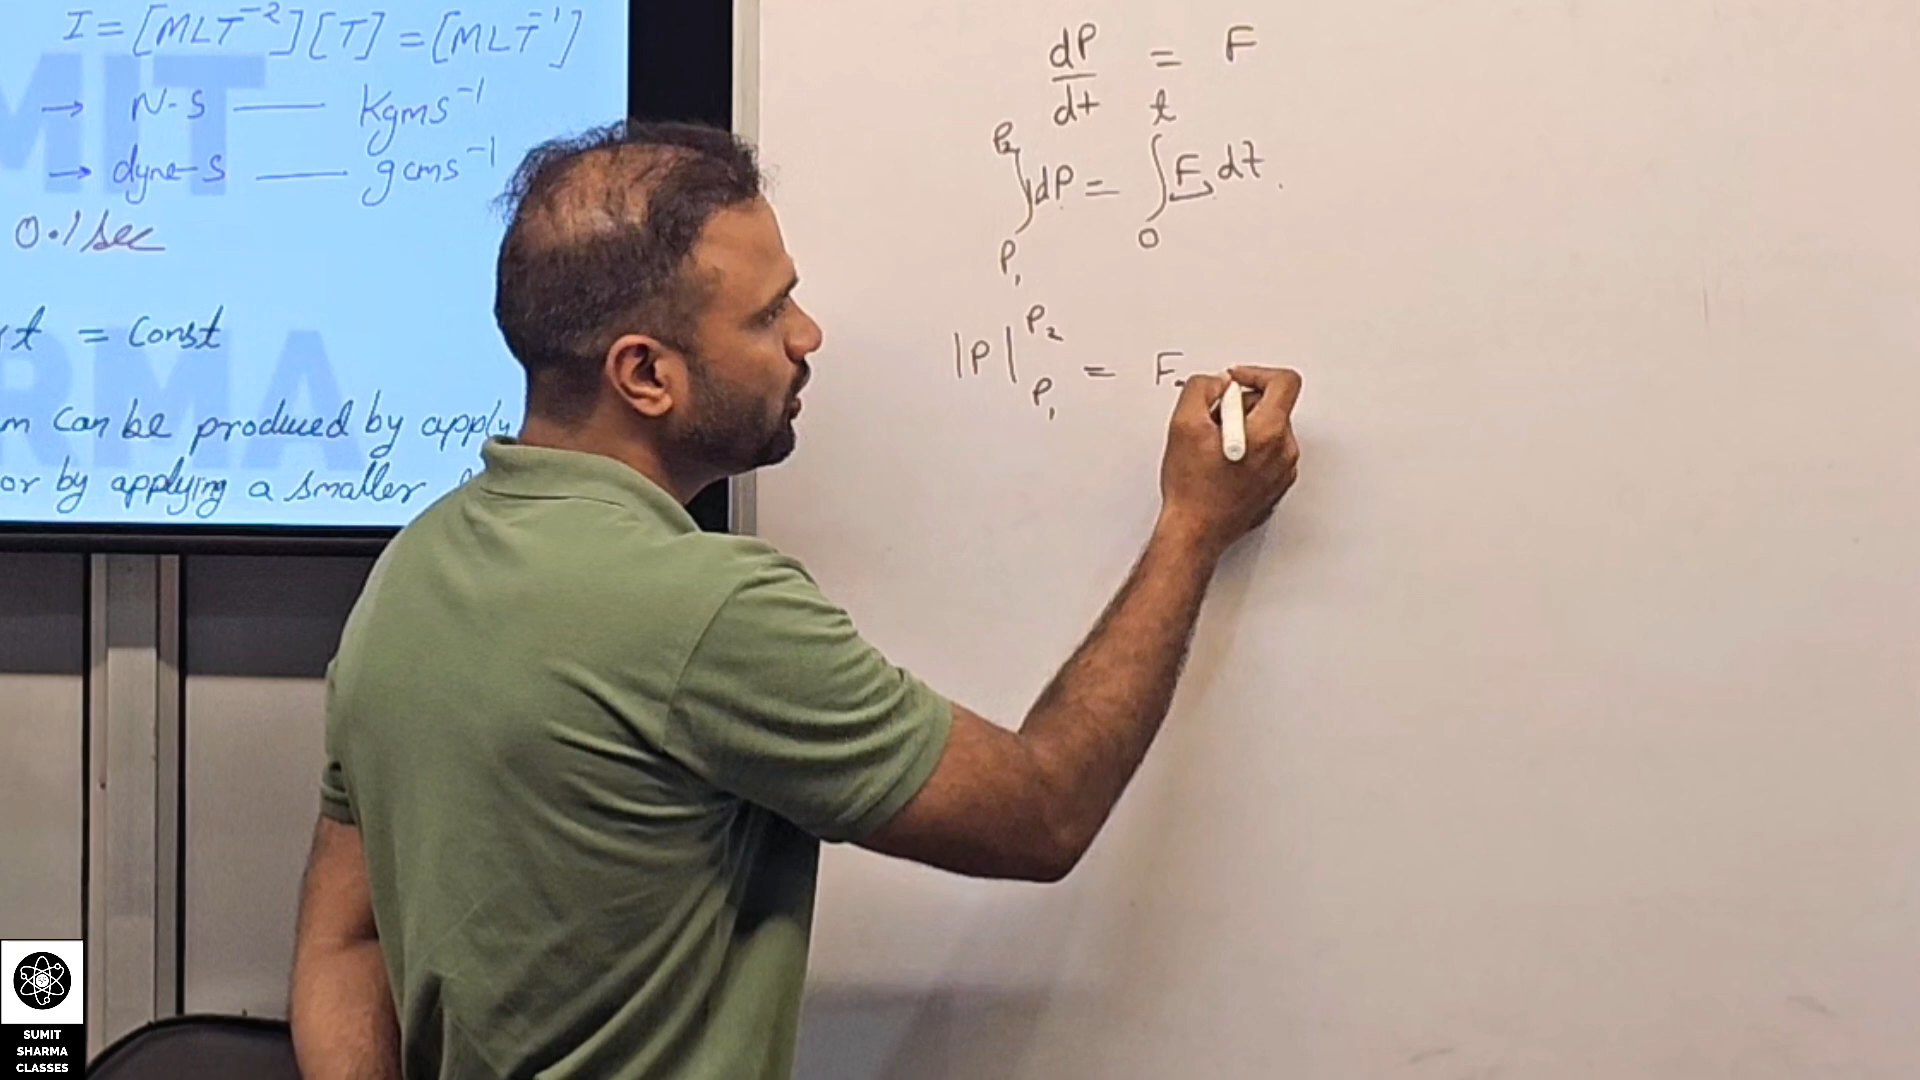 I = [MLT⁻²][T] = [MLT⁻¹]
→ N-S — Kgms⁻¹
→ dyne-s — gcms⁻¹
0.1 sec
t = Const
m can be produced by apply
or by applying a smaller
dP/dt = F
∫_{P₁}^{P₂} dP = ∫_{0}^{t} F dt.
|P|_{P₁}^{P₂} = F
SUMIT
SHARMA
CLASSES